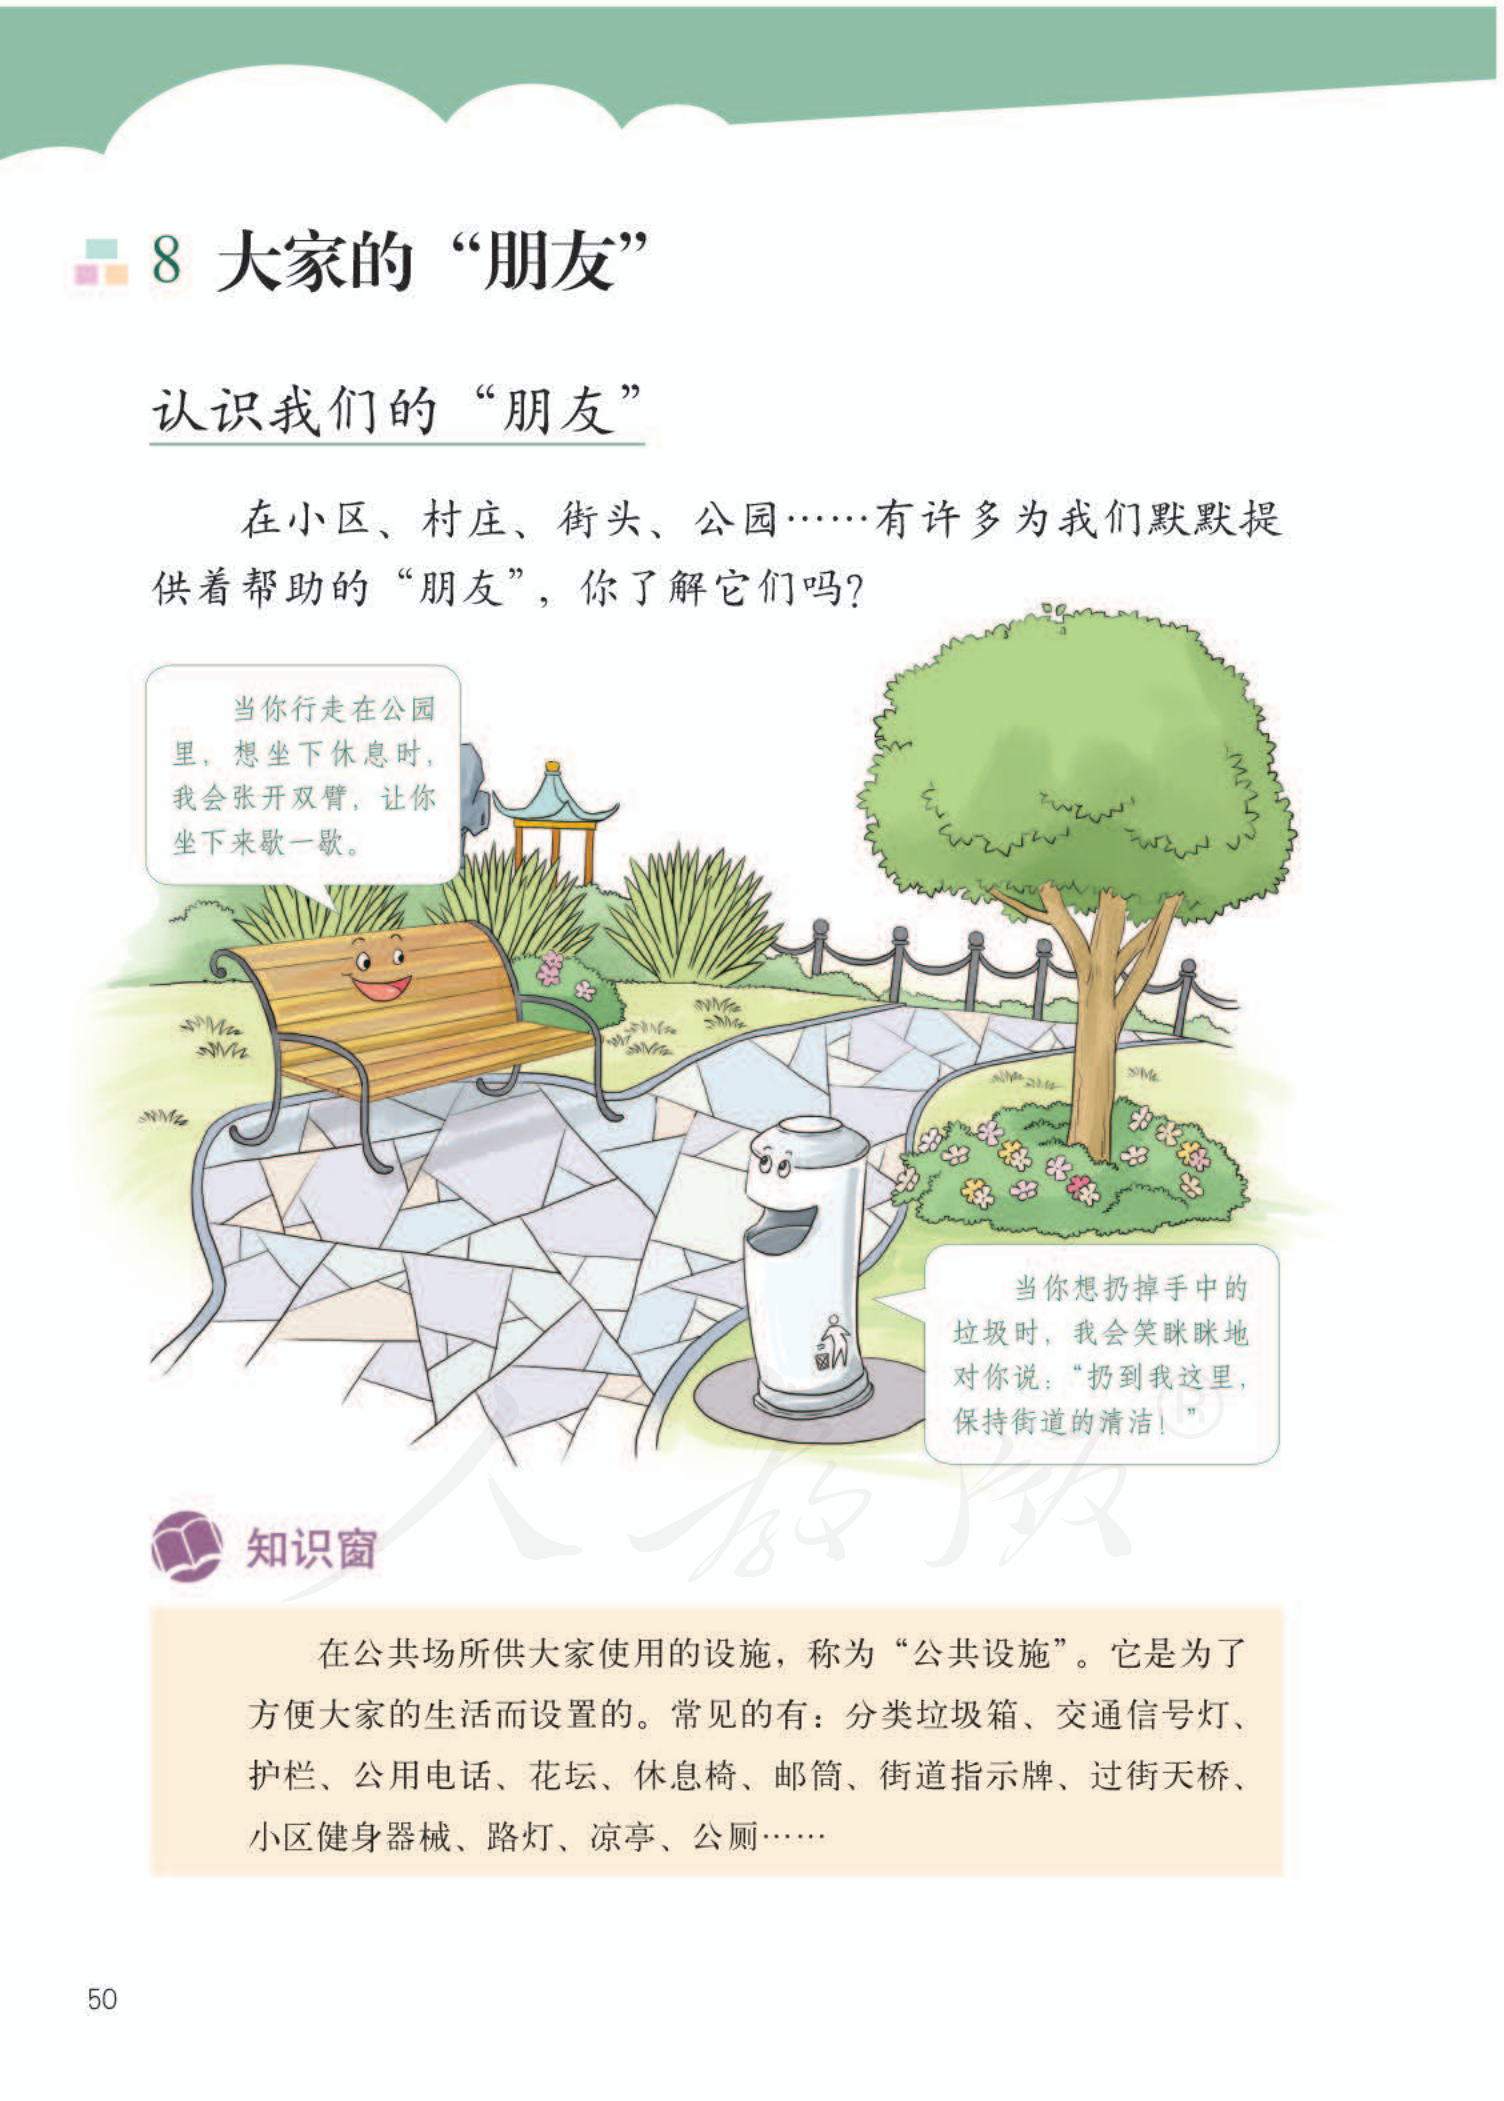 8 大家的“朋友”
认识我们的“朋友”
在小区、村庄、街头、公园……有许多为我们默默提
供着帮助的“朋友”，你了解它们吗？
当你行走在公园
里，想坐下休息时，
我会张开双臂，让你
坐下来歇一歇。
当你想扔掉手中的
垃圾时，我会笑眯眯地
对你说：“扔到我这里，
保持街道的清洁！”
人教版®
知识窗
在公共场所供大家使用的设施，称为“公共设施”。它是为了
方便大家的生活而设置的。常见的有：分类垃圾箱、交通信号灯、
护栏、公用电话、花坛、休息椅、邮筒、街道指示牌、过街天桥、
小区健身器械、路灯、凉亭、公厕……
50